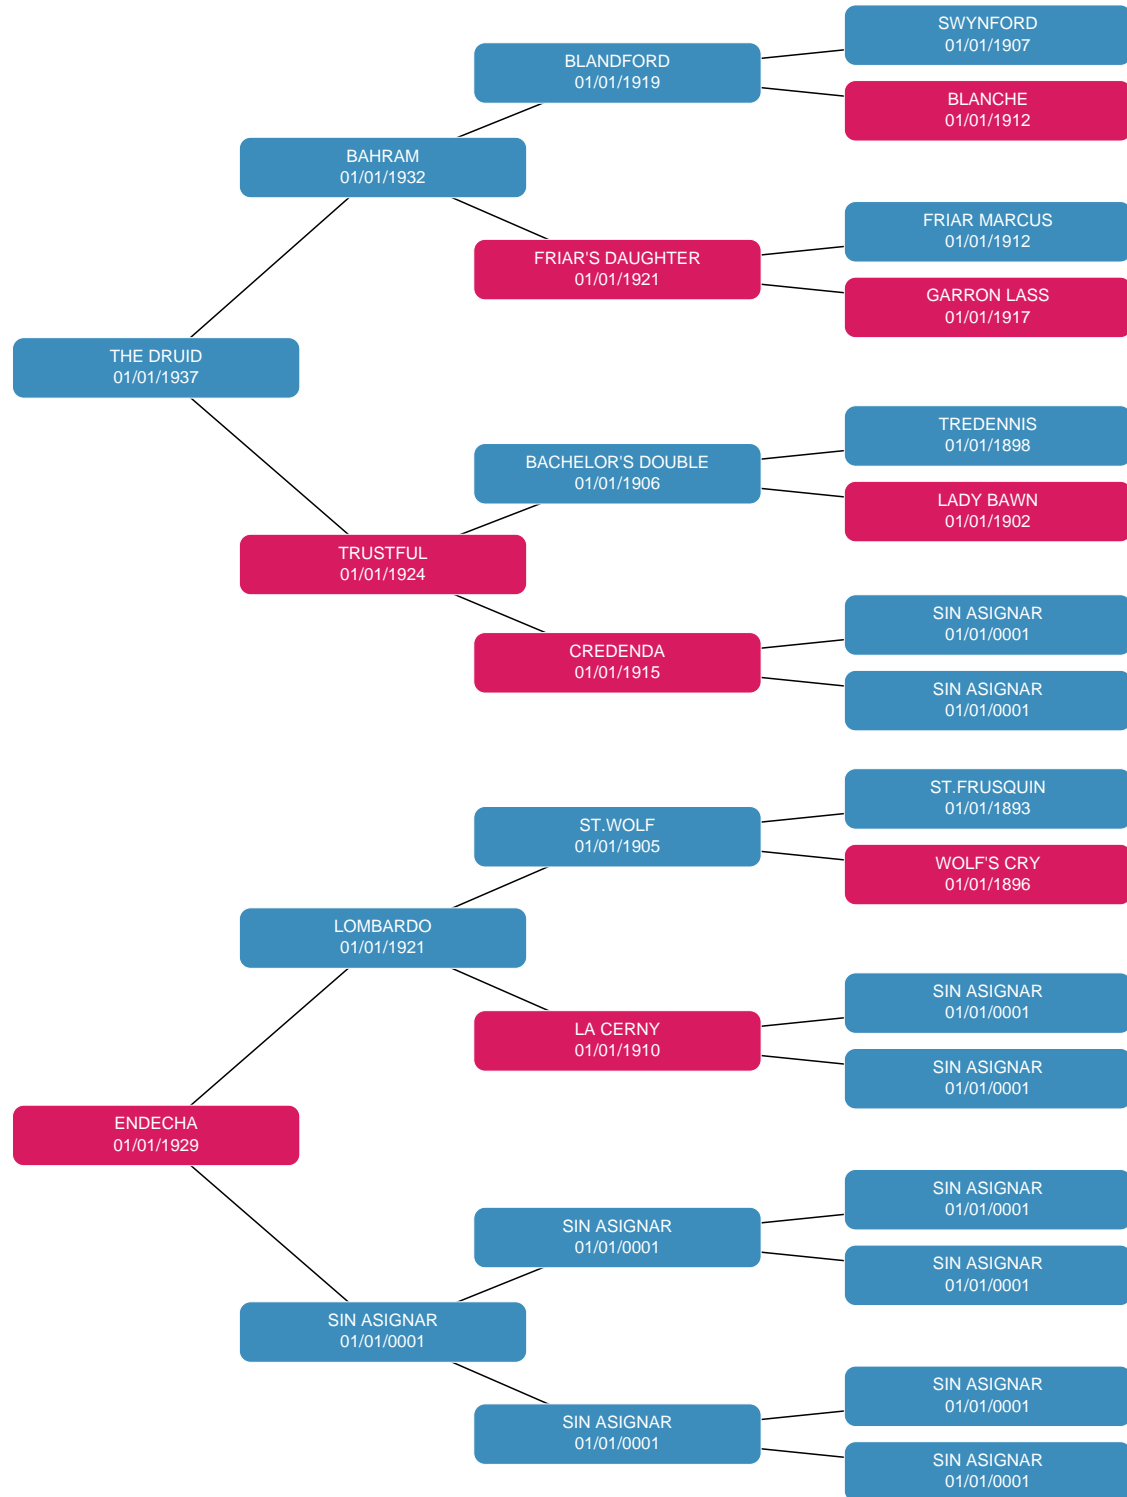 SWYNFORD
01/01/1907
BLANDFORD
01/01/1919
BLANCHE
01/01/1912
BAHRAM
01/01/1932
FRIAR MARCUS
01/01/1912
FRIAR'S DAUGHTER
01/01/1921
GARRON LASS
01/01/1917
THE DRUID
01/01/1937
TREDENNIS
01/01/1898
BACHELOR'S DOUBLE
01/01/1906
LADY BAWN
01/01/1902
TRUSTFUL
01/01/1924
SIN ASIGNAR
01/01/0001
CREDENDA
01/01/1915
SIN ASIGNAR
01/01/0001
ST.FRUSQUIN
01/01/1893
ST.WOLF
01/01/1905
WOLF'S CRY
01/01/1896
LOMBARDO
01/01/1921
SIN ASIGNAR
01/01/0001
LA CERNY
01/01/1910
SIN ASIGNAR
01/01/0001
ENDECHA
01/01/1929
SIN ASIGNAR
01/01/0001
SIN ASIGNAR
01/01/0001
SIN ASIGNAR
01/01/0001
SIN ASIGNAR
01/01/0001
SIN ASIGNAR
01/01/0001
SIN ASIGNAR
01/01/0001
SIN ASIGNAR
01/01/0001